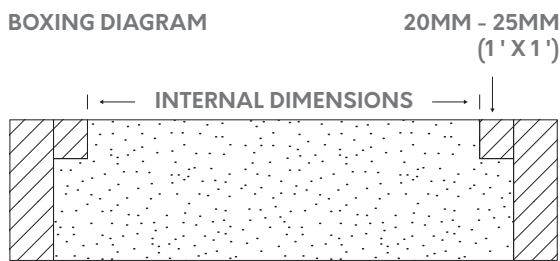 BOXING DIAGRAM
20MM - 25MM
(1 ' X 1 ')
INTERNAL DIMENSIONS